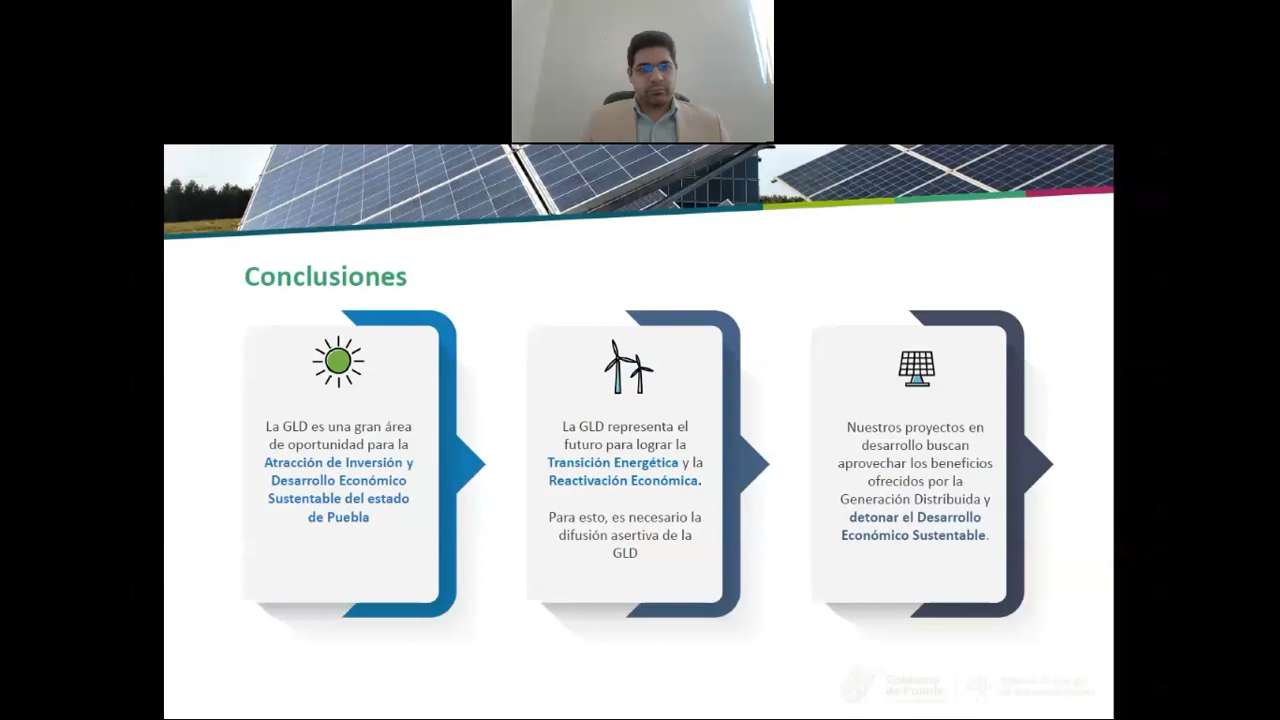 Conclusiones
La GLD es una gran área
de oportunidad para la
Atracción de Inversión y
Desarrollo Económico
Sustentable del estado
de Puebla
La GLD representa el
futuro para lograr la
Transición Energética y la
Reactivación Económica.
Para esto, es necesario la
difusión asertiva de la
GLD
Nuestros proyectos en
desarrollo buscan
aprovechar los beneficios
ofrecidos por la
Generación Distribuida y
detonar el Desarrollo
Económico Sustentable.
Gobierno
de Puebla